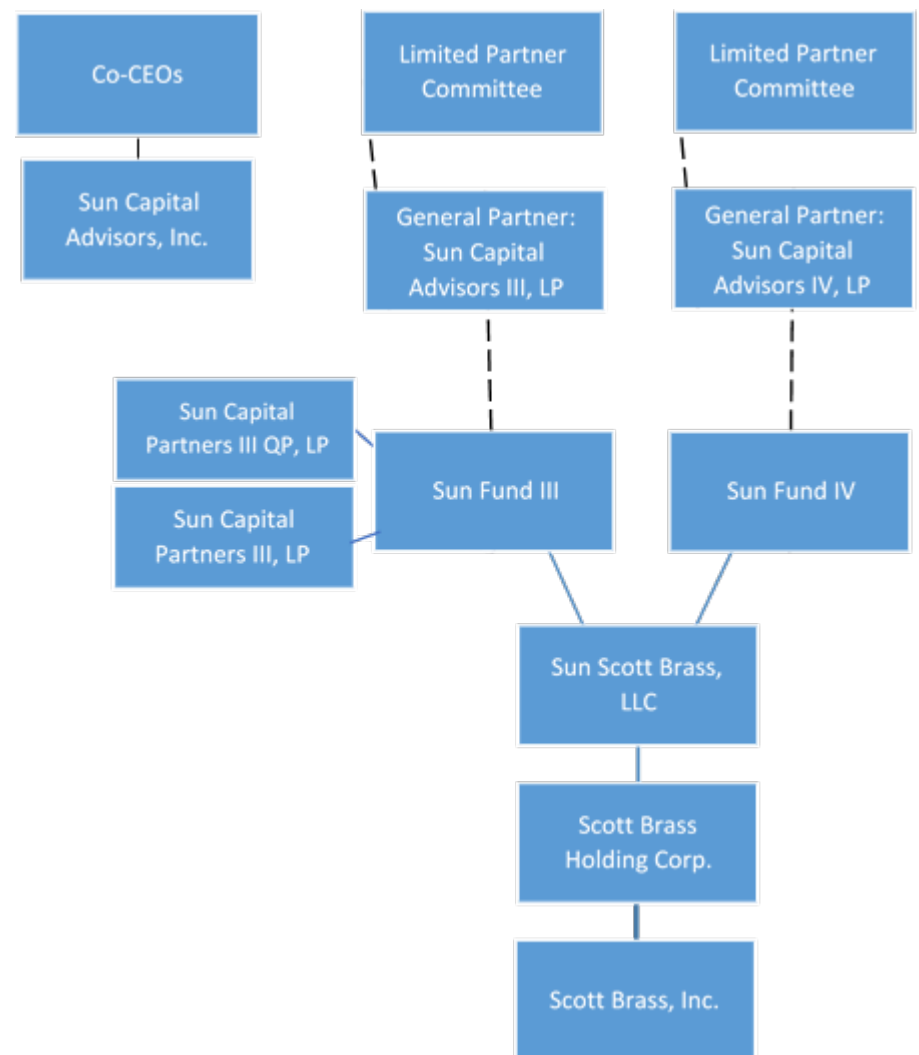 Co-CEOs
Limited Partner
Committee
Limited Partner
Committee
Sun Capital
Advisors, Inc.
General Partner:
Sun Capital
Advisors III, LP
General Partner:
Sun Capital
Advisors IV, LP
Sun Capital
Partners III QP, LP
Sun Capital
Partners III, LP
Sun Fund III
Sun Fund IV
Sun Scott Brass,
LLC
Scott Brass
Holding Corp.
Scott Brass, Inc.